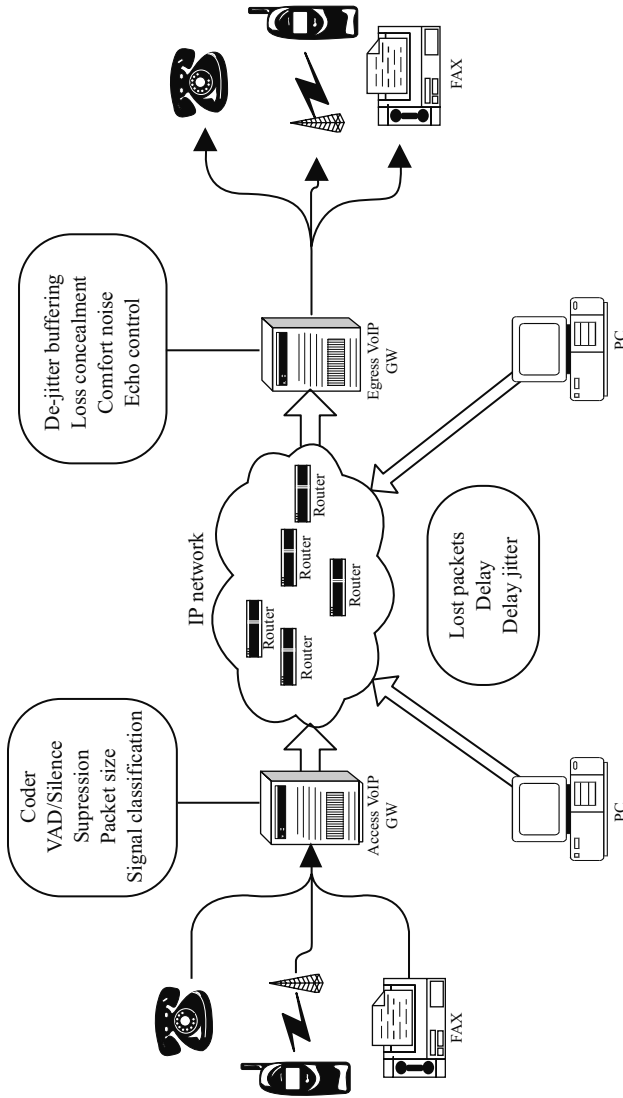 Coder
VAD/Silence
Supression
Packet size
Signal classification
De-jitter buffering
Loss concealment
Comfort noise
Echo control
IP network
Router
Router
Router
Router
Router
Access VoIP
GW
Egress VoIP
GW
FAX
FAX
Lost packets
Delay
Delay jitter
PC
PC